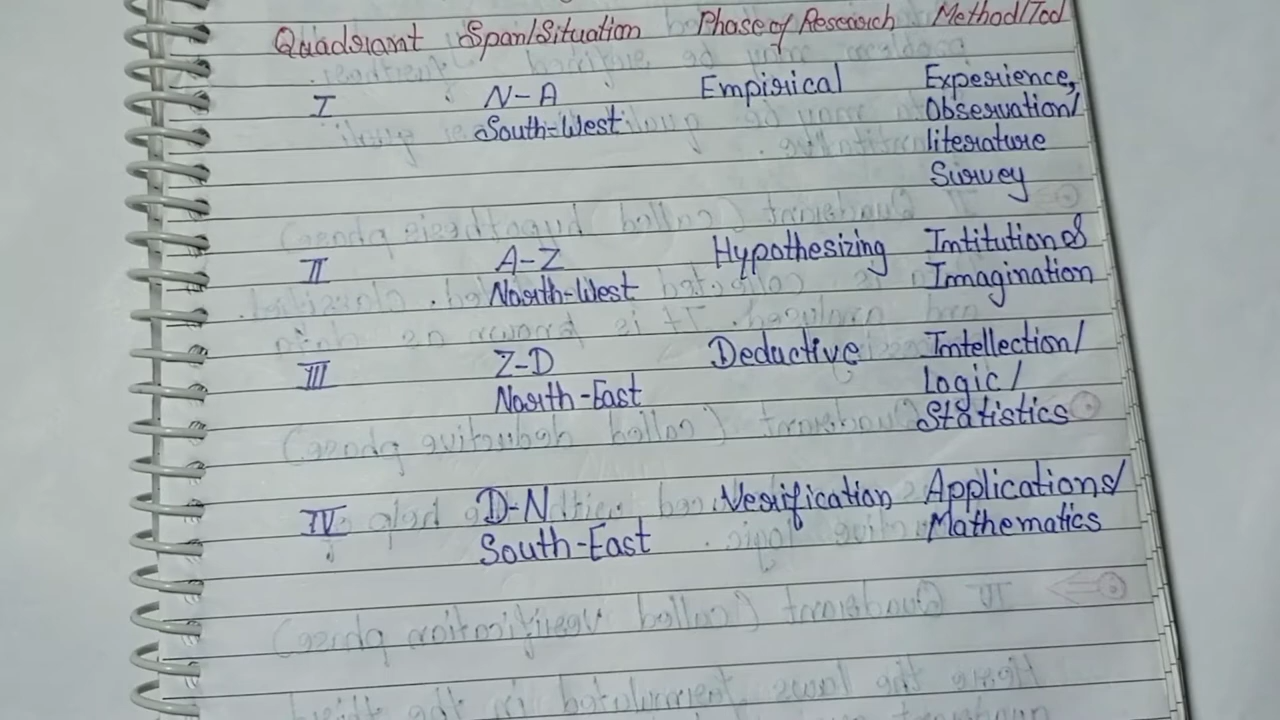 Quadrant Span/Situation Phase of Research Method/Tool
I N-A Empirical Experience,
South-West Observation/
literature
Survey
II A-Z Hypothesizing Intitution &
North-West Imagination
III Z-D Deductive Intellection/
North-East Logic/
Statistics
IV D-N Verification Applications/
South-East Mathematics